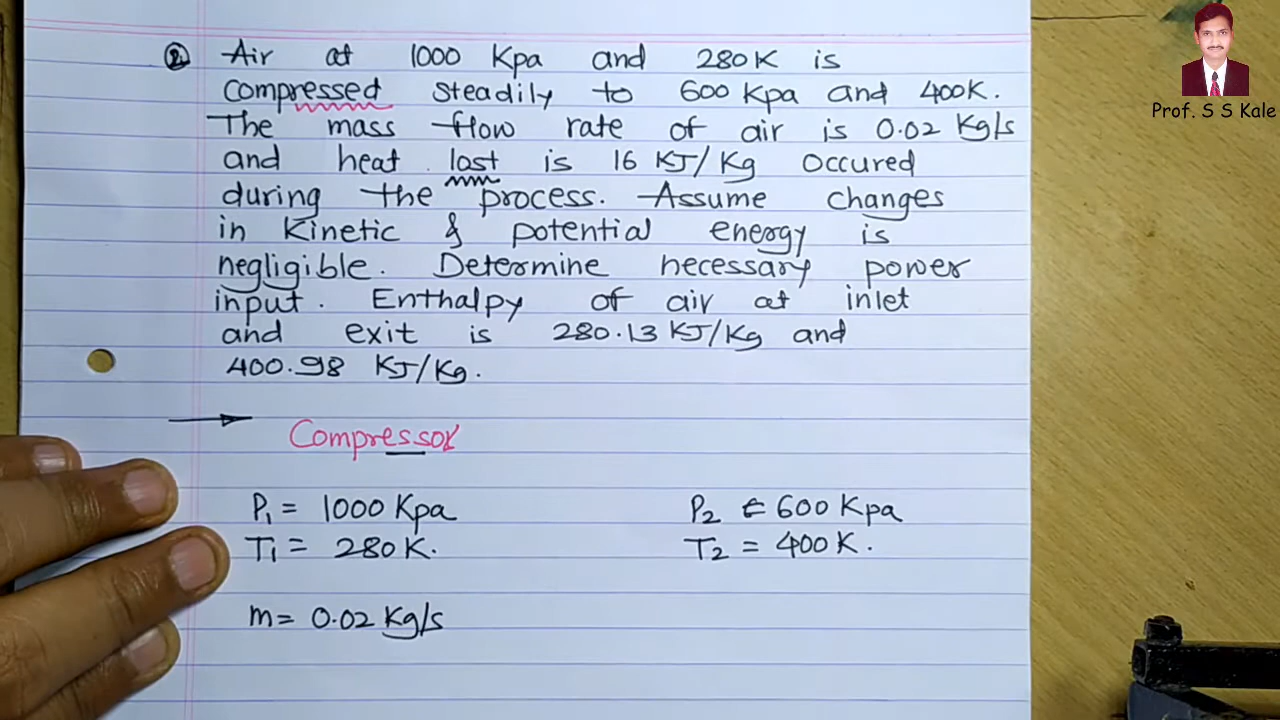 2. Air at 1000 Kpa and 280K is
compressed steadily to 600 Kpa and 400K.
The mass flow rate of air is 0.02 Kg/s
and heat lost is 16 KJ/Kg occured
during the process. Assume changes
in Kinetic & potential energy is
negligible. Determine necessary power
input. Enthalpy of air at inlet
and exit is 280.13 KJ/Kg and
400.98 KJ/Kg.
Compressor
P1 = 1000 Kpa P2 = 600 Kpa
T1 = 280 K. T2 = 400 K.
m = 0.02 Kg/s
Prof. S S Kale